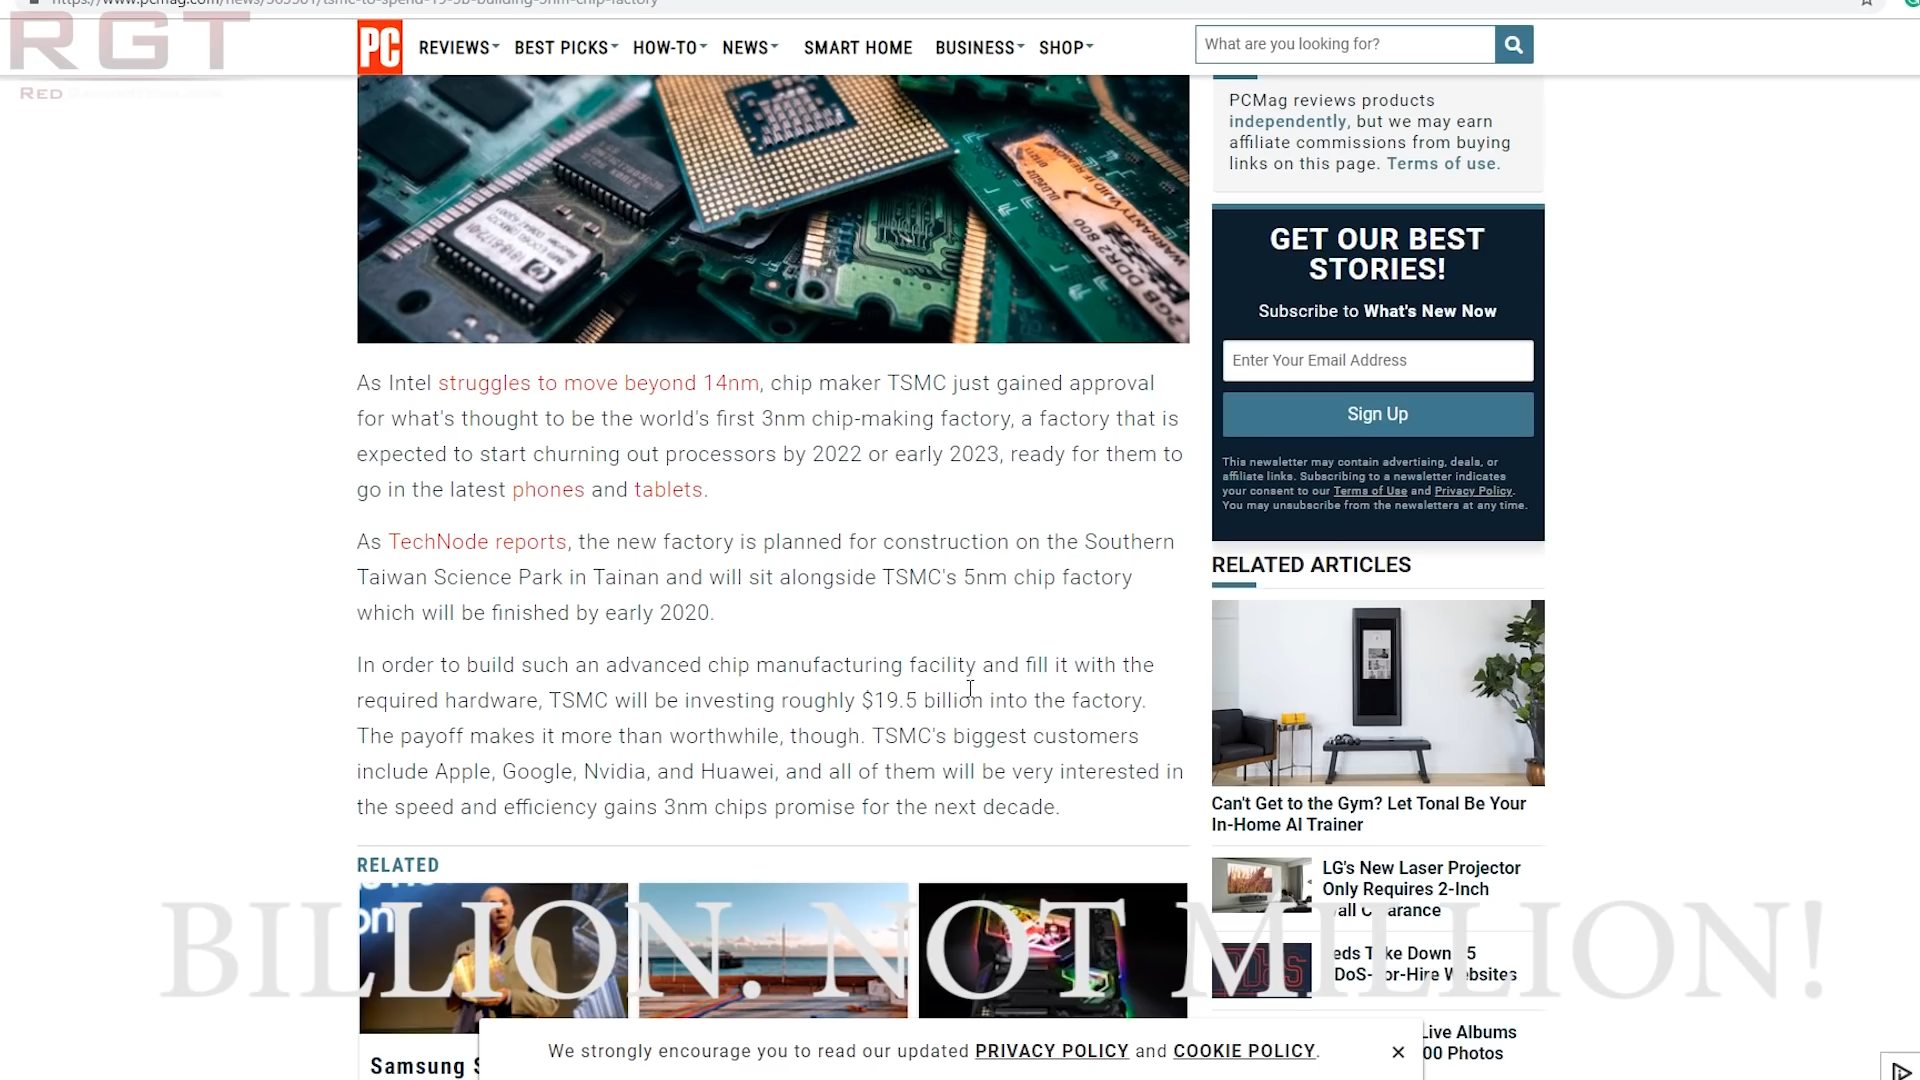 RGT
RED
PC
REVIEWS BEST PICKS HOW-TO NEWS SMART HOME BUSINESS SHOP
What are you looking for?
PCMag reviews products
independently, but we may earn
affiliate commissions from buying
links on this page. Terms of use.
2GB DDR2 800
WARRANTY VOID IF REMOVED
GET OUR BEST
STORIES!
Subscribe to What's New Now
Enter Your Email Address
Sign Up
This newsletter may contain advertising, deals, or
affiliate links. Subscribing to a newsletter indicates
your consent to our Terms of Use and Privacy Policy.
You may unsubscribe from the newsletters at any time.
As Intel struggles to move beyond 14nm, chip maker TSMC just gained approval
for what's thought to be the world's first 3nm chip-making factory, a factory that is
expected to start churning out processors by 2022 or early 2023, ready for them to
go in the latest phones and tablets.
As TechNode reports, the new factory is planned for construction on the Southern
Taiwan Science Park in Tainan and will sit alongside TSMC's 5nm chip factory
which will be finished by early 2020.
In order to build such an advanced chip manufacturing facility and fill it with the
required hardware, TSMC will be investing roughly $19.5 billion into the factory.
The payoff makes it more than worthwhile, though. TSMC's biggest customers
include Apple, Google, Nvidia, and Huawei, and all of them will be very interested in
the speed and efficiency gains 3nm chips promise for the next decade.
RELATED ARTICLES
Can't Get to the Gym? Let Tonal Be Your
In-Home AI Trainer
LG's New Laser Projector
Only Requires 2-Inch
Take Down
Websites
Live Albums
Photos
RELATED
BILLION. NOT MILLION!
Samsung
We strongly encourage you to read our updated PRIVACY POLICY and COOKIE POLICY.